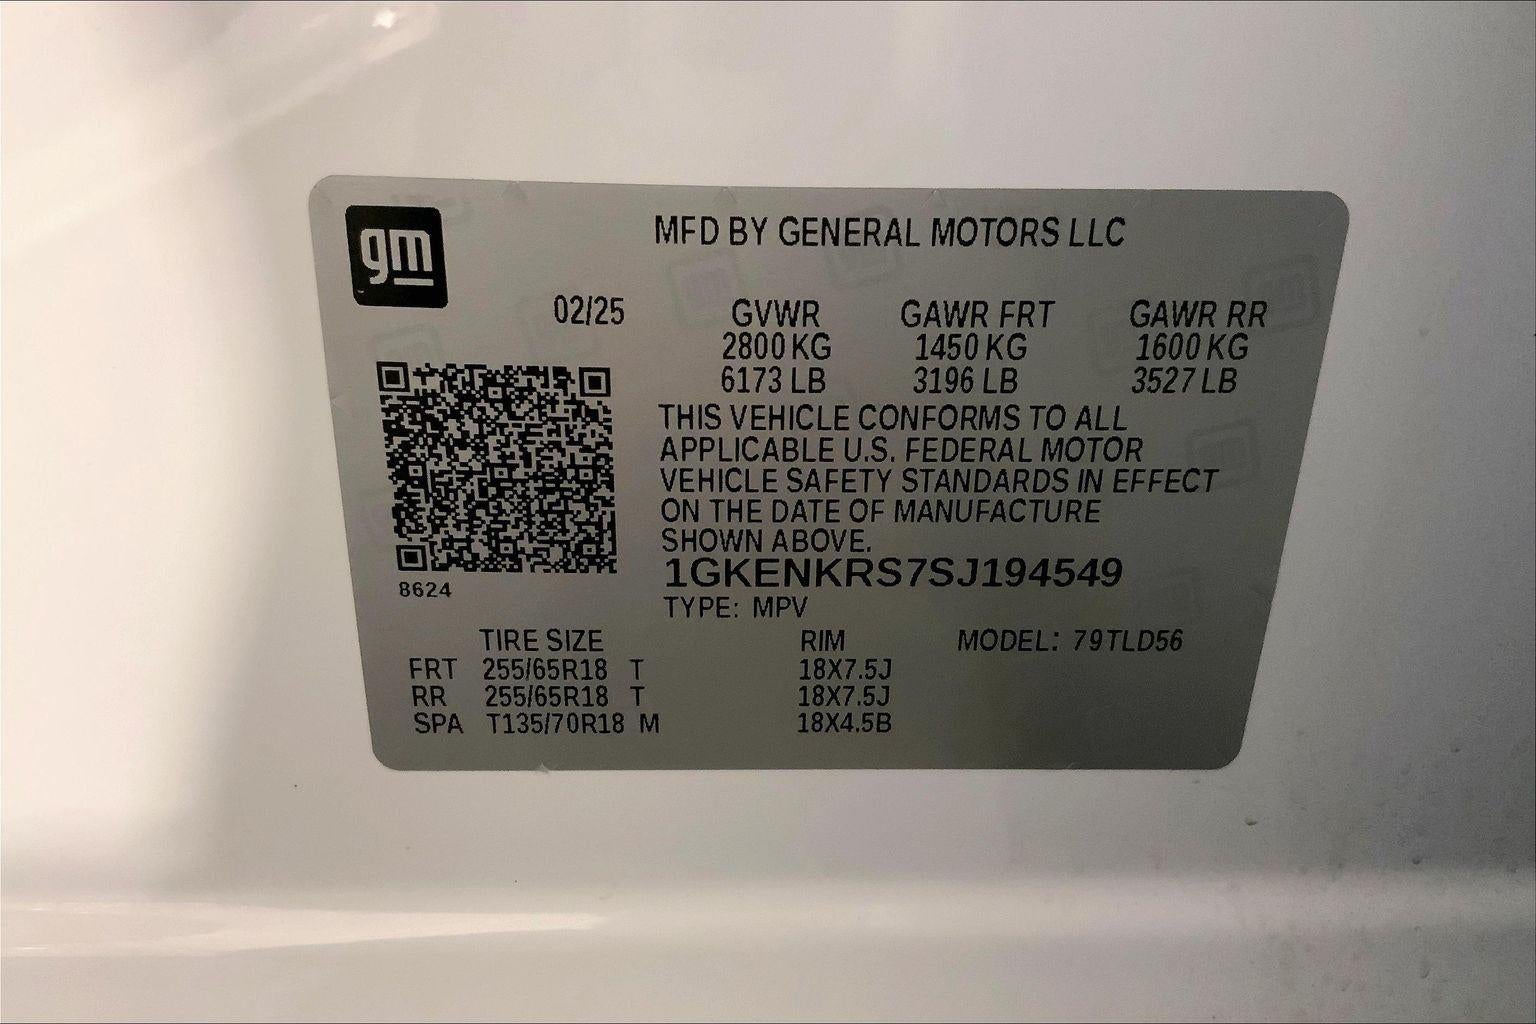 gm
MFD BY GENERAL MOTORS LLC
02/25 GVWR GAWR FRT GAWR RR
2800 KG 1450 KG 1600 KG
6173 LB 3196 LB 3527 LB
THIS VEHICLE CONFORMS TO ALL
APPLICABLE U.S. FEDERAL MOTOR
VEHICLE SAFETY STANDARDS IN EFFECT
ON THE DATE OF MANUFACTURE
SHOWN ABOVE.
1GKENKRS7SJ194549
8624
TYPE: MPV
TIRE SIZE RIM MODEL: 79TLD56
FRT 255/65R18 T 18X7.5J
RR 255/65R18 T 18X7.5J
SPA T135/70R18 M 18X4.5B